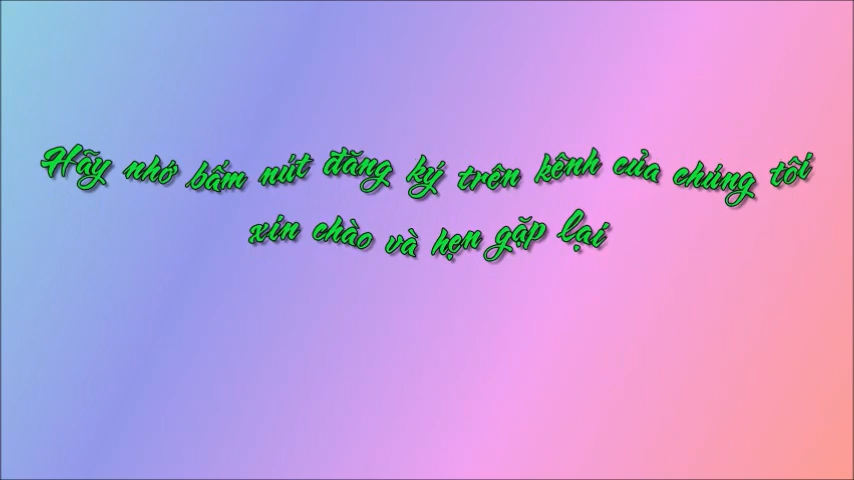 Hãy nhớ bấm nút đăng ký trên kênh của chúng tôi
xin chào và hẹn gặp lại